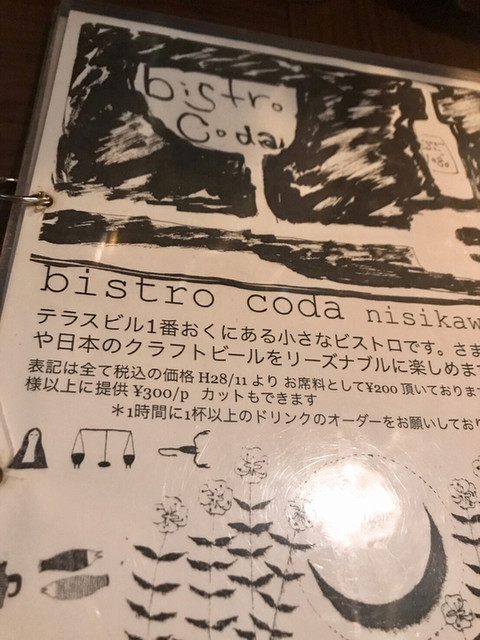 bistro
Coda
bistro coda nisikaw
テラスビル1番おくにある小さなビストロです。さま
や日本のクラフトビールをリーズナブルに楽しめま
表記は全て税込の価格 H28/11 より お席料として¥200 頂いておりま
様以上に提供 ¥300/p カットもできます
＊1時間に1杯以上のドリンクのオーダーをお願いしており